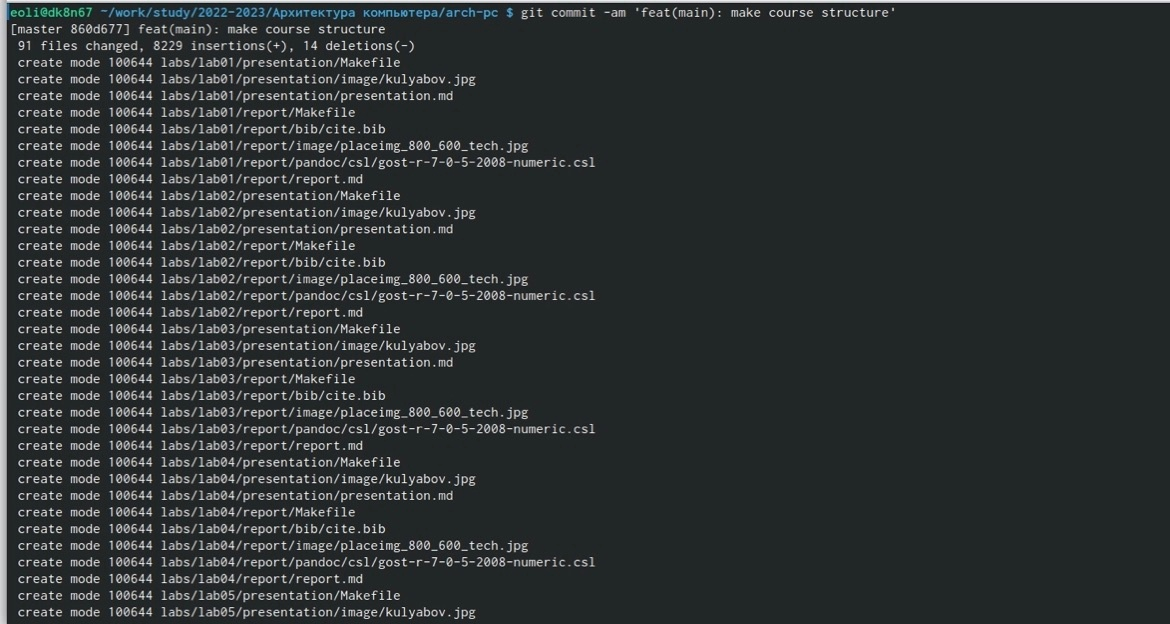 eoli@dk8n67 ~/work/study/2022-2023/Архитектура компьютера/arch-pc $ git commit -am 'feat(main): make course structure'
[master 860d677] feat(main): make course structure
 91 files changed, 8229 insertions(+), 14 deletions(-)
 create mode 100644 labs/lab01/presentation/Makefile
 create mode 100644 labs/lab01/presentation/image/kulyabov.jpg
 create mode 100644 labs/lab01/presentation/presentation.md
 create mode 100644 labs/lab01/report/Makefile
 create mode 100644 labs/lab01/report/bib/cite.bib
 create mode 100644 labs/lab01/report/image/placeimg_800_600_tech.jpg
 create mode 100644 labs/lab01/report/pandoc/csl/gost-r-7-0-5-2008-numeric.csl
 create mode 100644 labs/lab01/report/report.md
 create mode 100644 labs/lab02/presentation/Makefile
 create mode 100644 labs/lab02/presentation/image/kulyabov.jpg
 create mode 100644 labs/lab02/presentation/presentation.md
 create mode 100644 labs/lab02/report/Makefile
 create mode 100644 labs/lab02/report/bib/cite.bib
 create mode 100644 labs/lab02/report/image/placeimg_800_600_tech.jpg
 create mode 100644 labs/lab02/report/pandoc/csl/gost-r-7-0-5-2008-numeric.csl
 create mode 100644 labs/lab02/report/report.md
 create mode 100644 labs/lab03/presentation/Makefile
 create mode 100644 labs/lab03/presentation/image/kulyabov.jpg
 create mode 100644 labs/lab03/presentation/presentation.md
 create mode 100644 labs/lab03/report/Makefile
 create mode 100644 labs/lab03/report/bib/cite.bib
 create mode 100644 labs/lab03/report/image/placeimg_800_600_tech.jpg
 create mode 100644 labs/lab03/report/pandoc/csl/gost-r-7-0-5-2008-numeric.csl
 create mode 100644 labs/lab03/report/report.md
 create mode 100644 labs/lab04/presentation/Makefile
 create mode 100644 labs/lab04/presentation/image/kulyabov.jpg
 create mode 100644 labs/lab04/presentation/presentation.md
 create mode 100644 labs/lab04/report/Makefile
 create mode 100644 labs/lab04/report/bib/cite.bib
 create mode 100644 labs/lab04/report/image/placeimg_800_600_tech.jpg
 create mode 100644 labs/lab04/report/pandoc/csl/gost-r-7-0-5-2008-numeric.csl
 create mode 100644 labs/lab04/report/report.md
 create mode 100644 labs/lab05/presentation/Makefile
 create mode 100644 labs/lab05/presentation/image/kulyabov.jpg